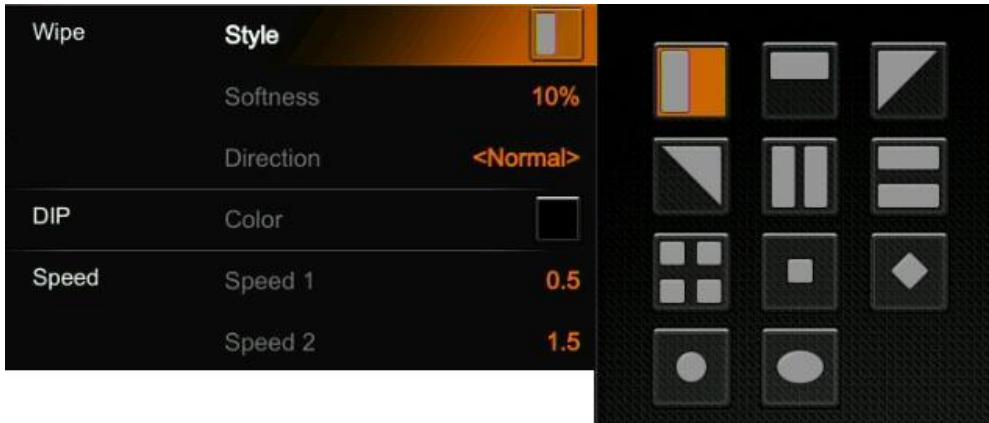 Wipe Style
Softness 10%
Direction <Normal>
DIP Color
Speed Speed 1 0.5
Speed 2 1.5